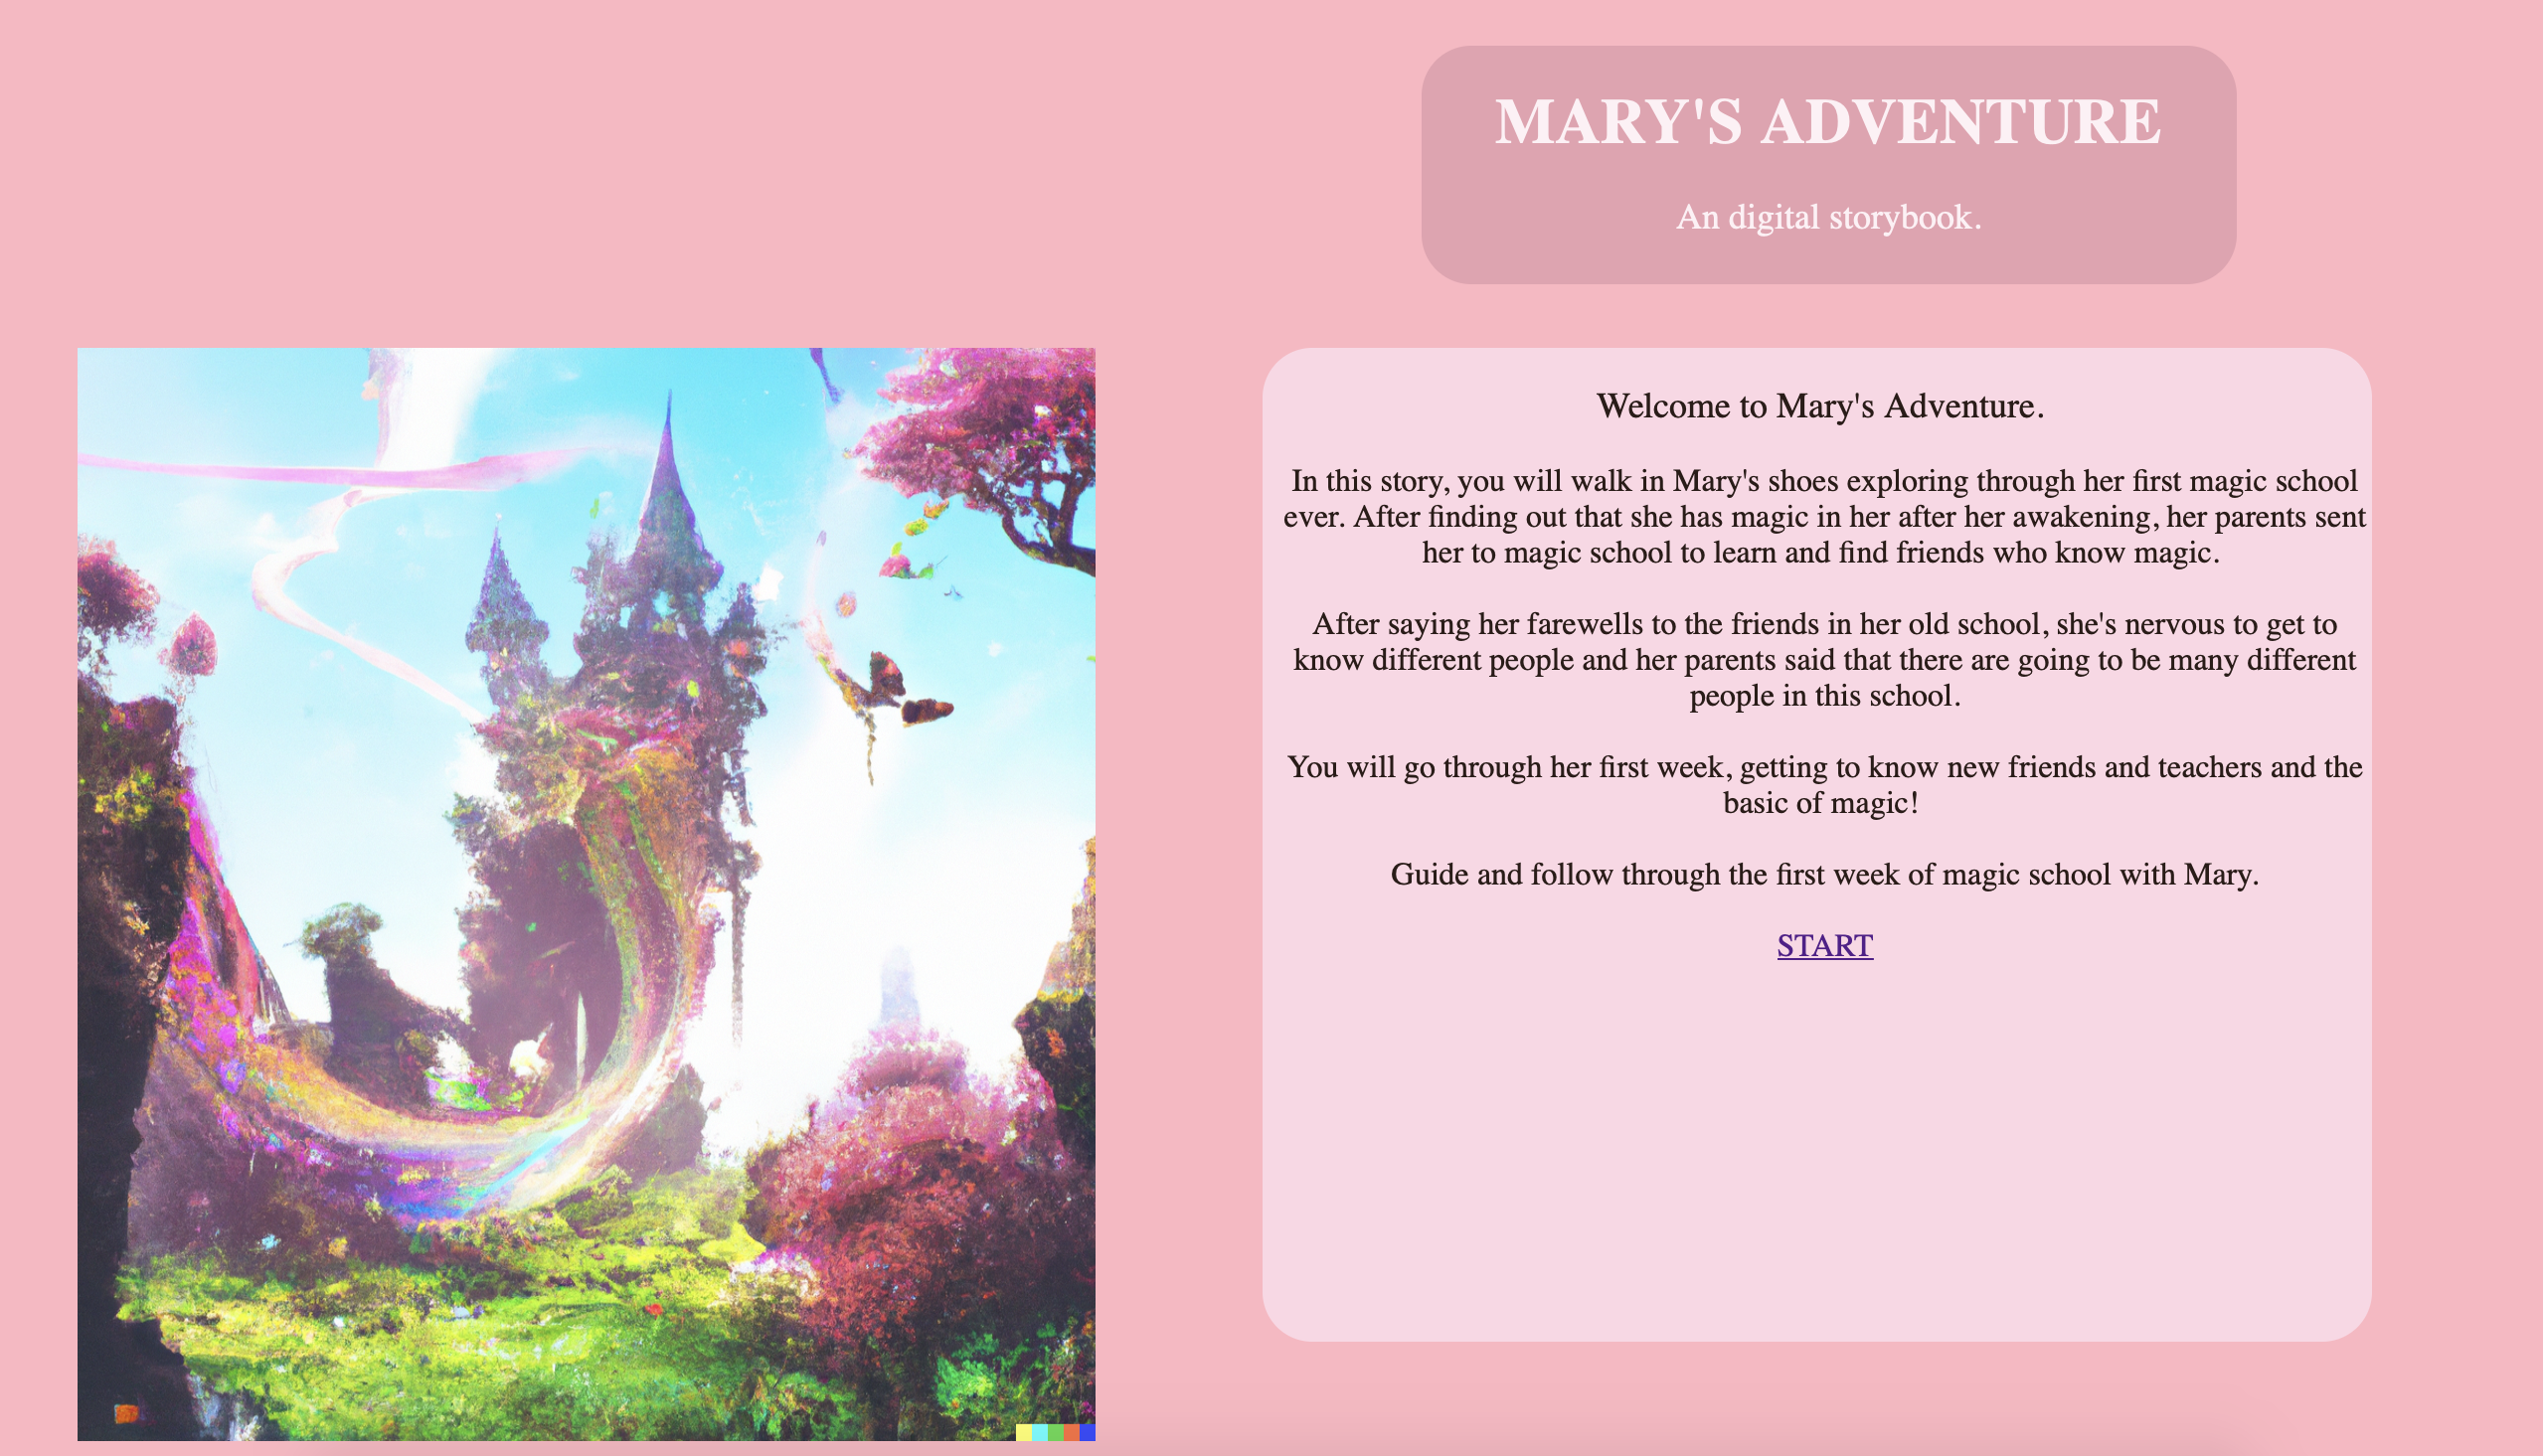 MARY'S ADVENTURE
An digital storybook.
Welcome to Mary's Adventure.
In this story, you will walk in Mary's shoes exploring through her first magic school
ever. After finding out that she has magic in her after her awakening, her parents sent
her to magic school to learn and find friends who know magic.
After saying her farewells to the friends in her old school, she's nervous to get to
know different people and her parents said that there are going to be many different
people in this school.
You will go through her first week, getting to know new friends and teachers and the
basic of magic!
Guide and follow through the first week of magic school with Mary.
START